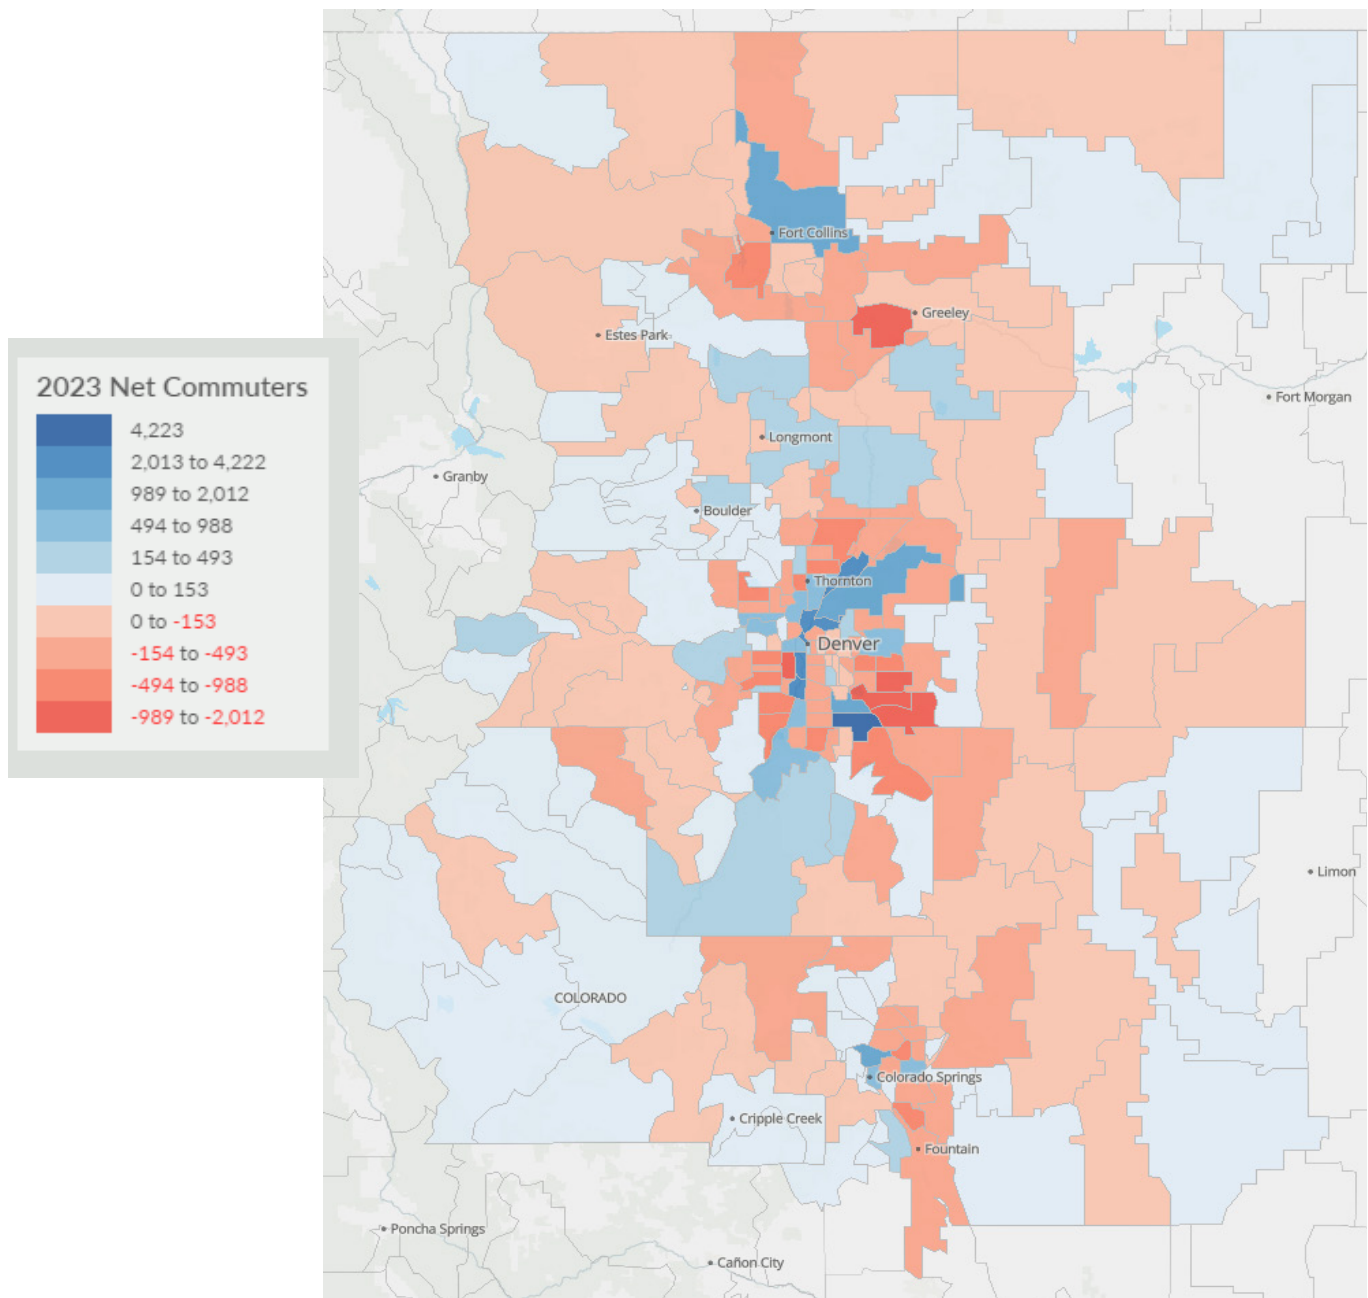 2023 Net Commuters
4,223
2,013 to 4,222
989 to 2,012
494 to 988
154 to 493
0 to 153
0 to -153
-154 to -493
-494 to -988
-989 to -2,012
Fort Collins
Greeley
Estes Park
Fort Morgan
Longmont
Granby
Boulder
Thornton
Denver
Limon
COLORADO
Colorado Springs
Cripple Creek
Fountain
Poncha Springs
Cañon City